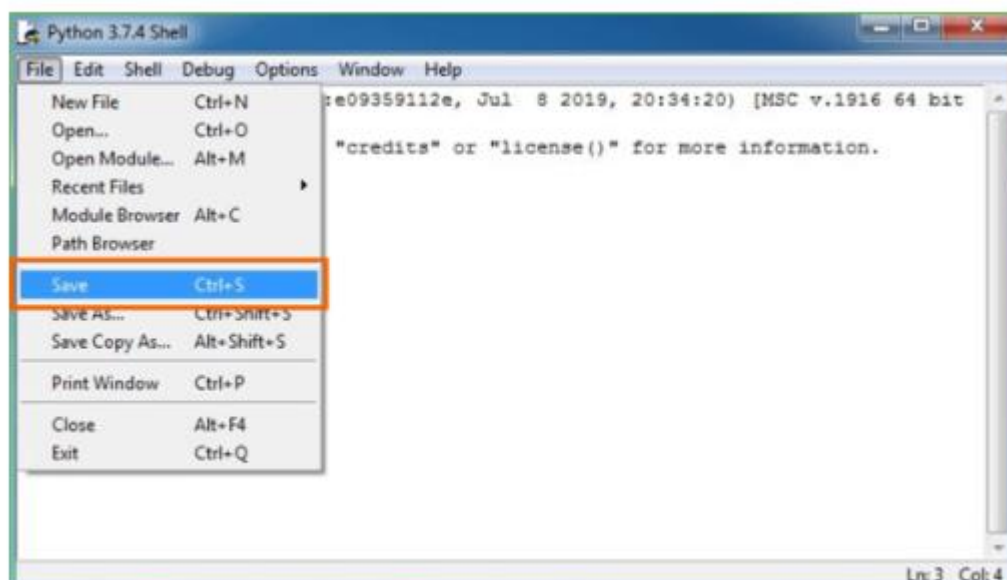 Python 3.7.4 Shell
File Edit Shell Debug Options Window Help
:e09359112e, Jul 8 2019, 20:34:20) [MSC v.1916 64 bit
"credits" or "license()" for more information.
New File Ctrl+N
Open... Ctrl+O
Open Module... Alt+M
Recent Files
Module Browser Alt+C
Path Browser
Save Ctrl+S
Save As... Ctrl+Shift+S
Save Copy As... Alt+Shift+S
Print Window Ctrl+P
Close Alt+F4
Exit Ctrl+Q
Ln: 3 Col: 4